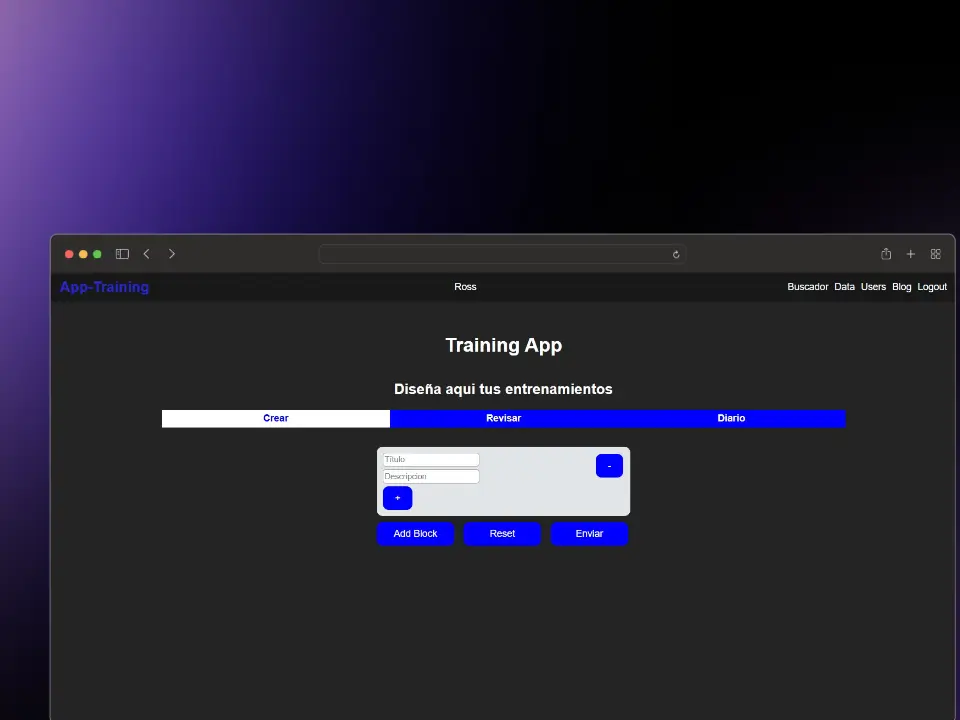 App-Training Ross Buscador Data Users Blog Logout
Training App
Diseña aqui tus entrenamientos
Crear Revisar Diario
Título
-
Descripcion
+
Add Block Reset Enviar